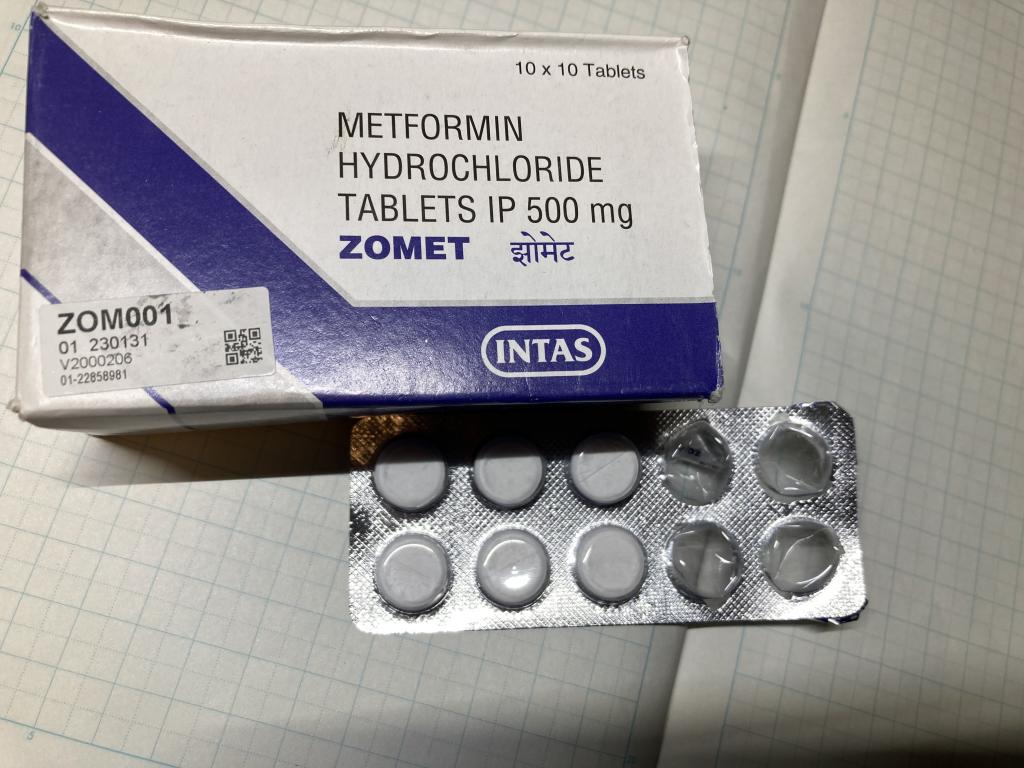 10 x 10 Tablets
METFORMIN
HYDROCHLORIDE
TABLETS IP 500 mg
ZOMET झोमेट
INTAS
ZOM001
01 230131
V2000206
01-22858981